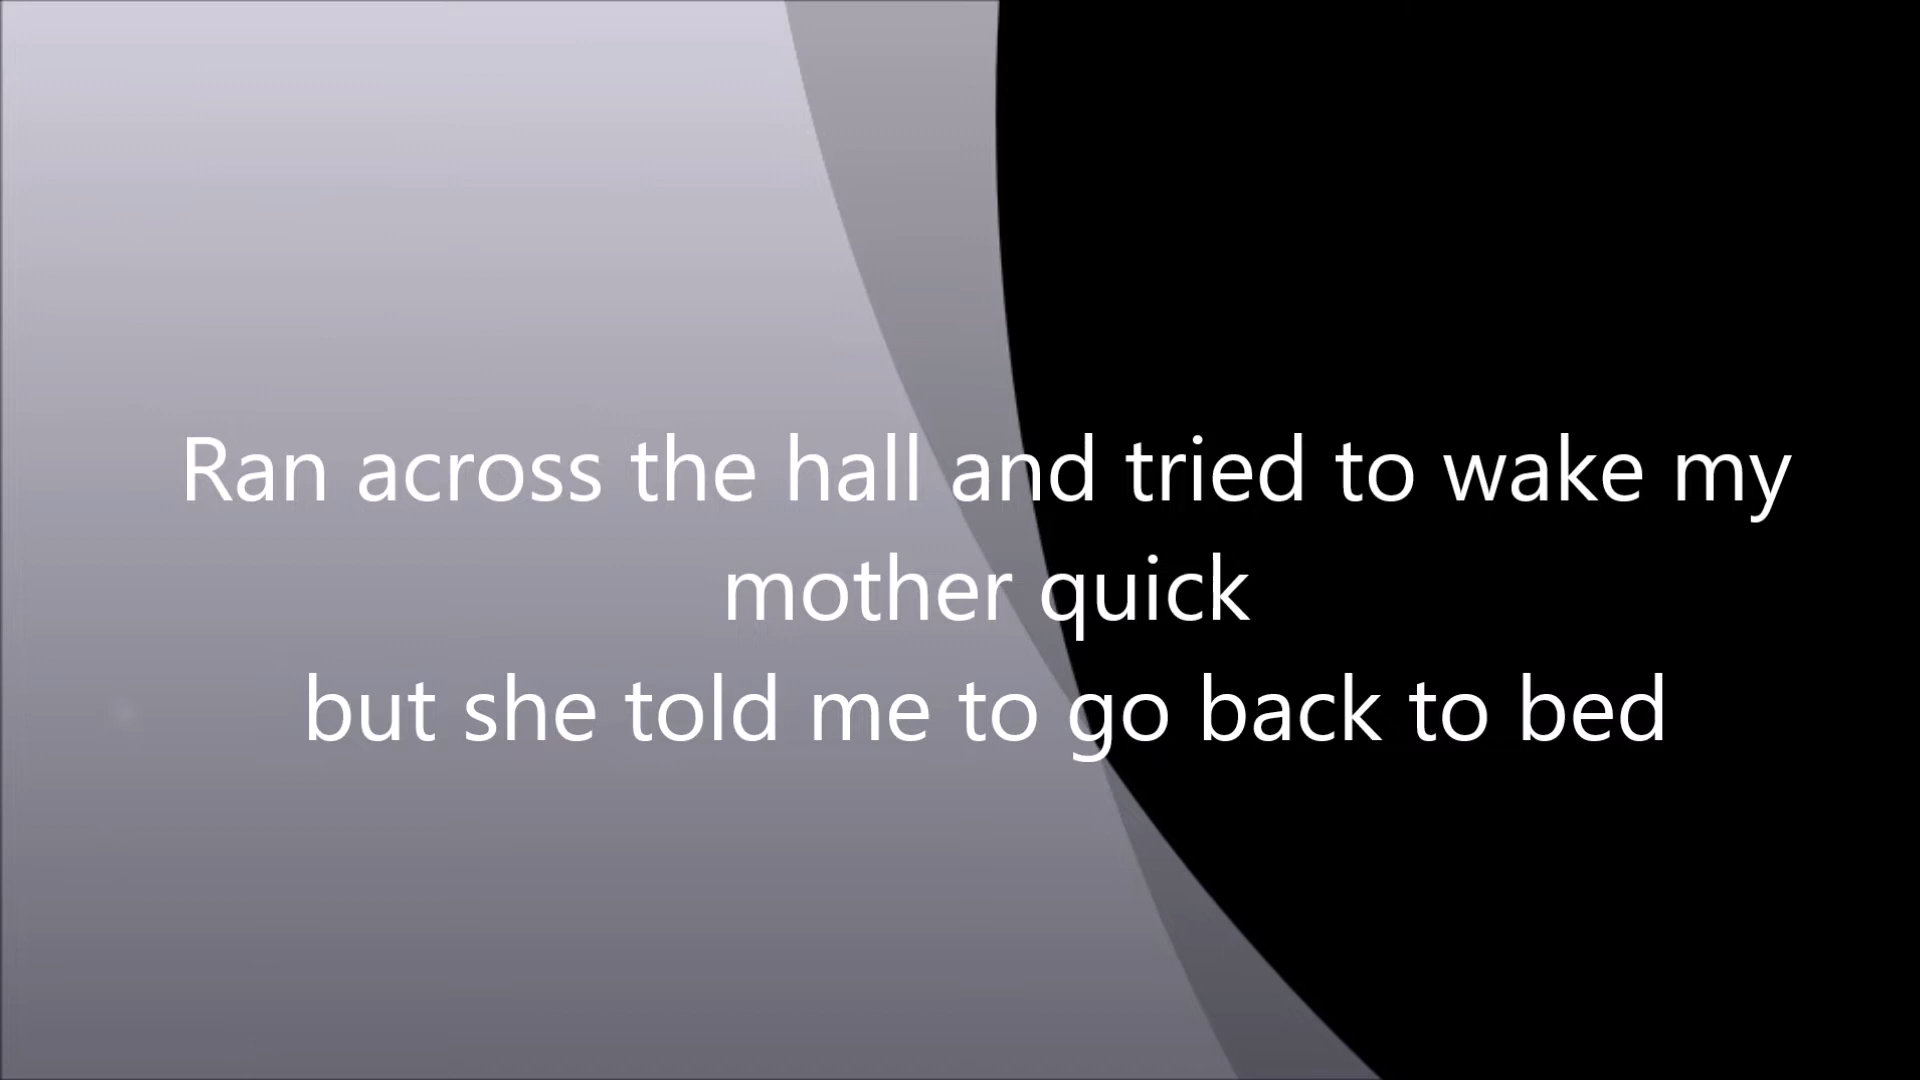 Ran across the hall and tried to wake my
mother quick
but she told me to go back to bed